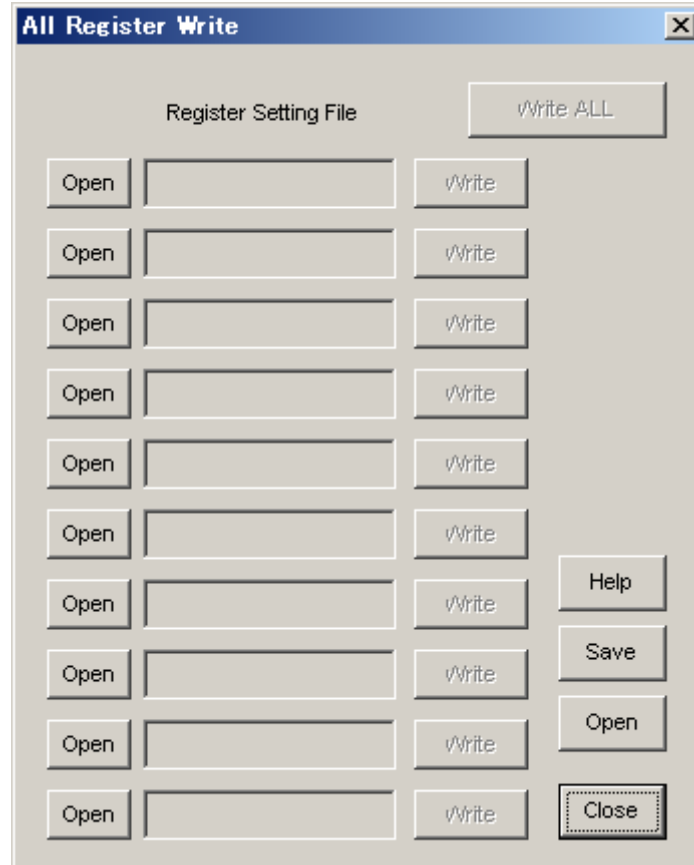 All Register Write
Register Setting File Write ALL
Open Write
Open Write
Open Write
Open Write
Open Write
Open Write
Open Write Help
Open Write Save
Open Write Open
Open Write Close